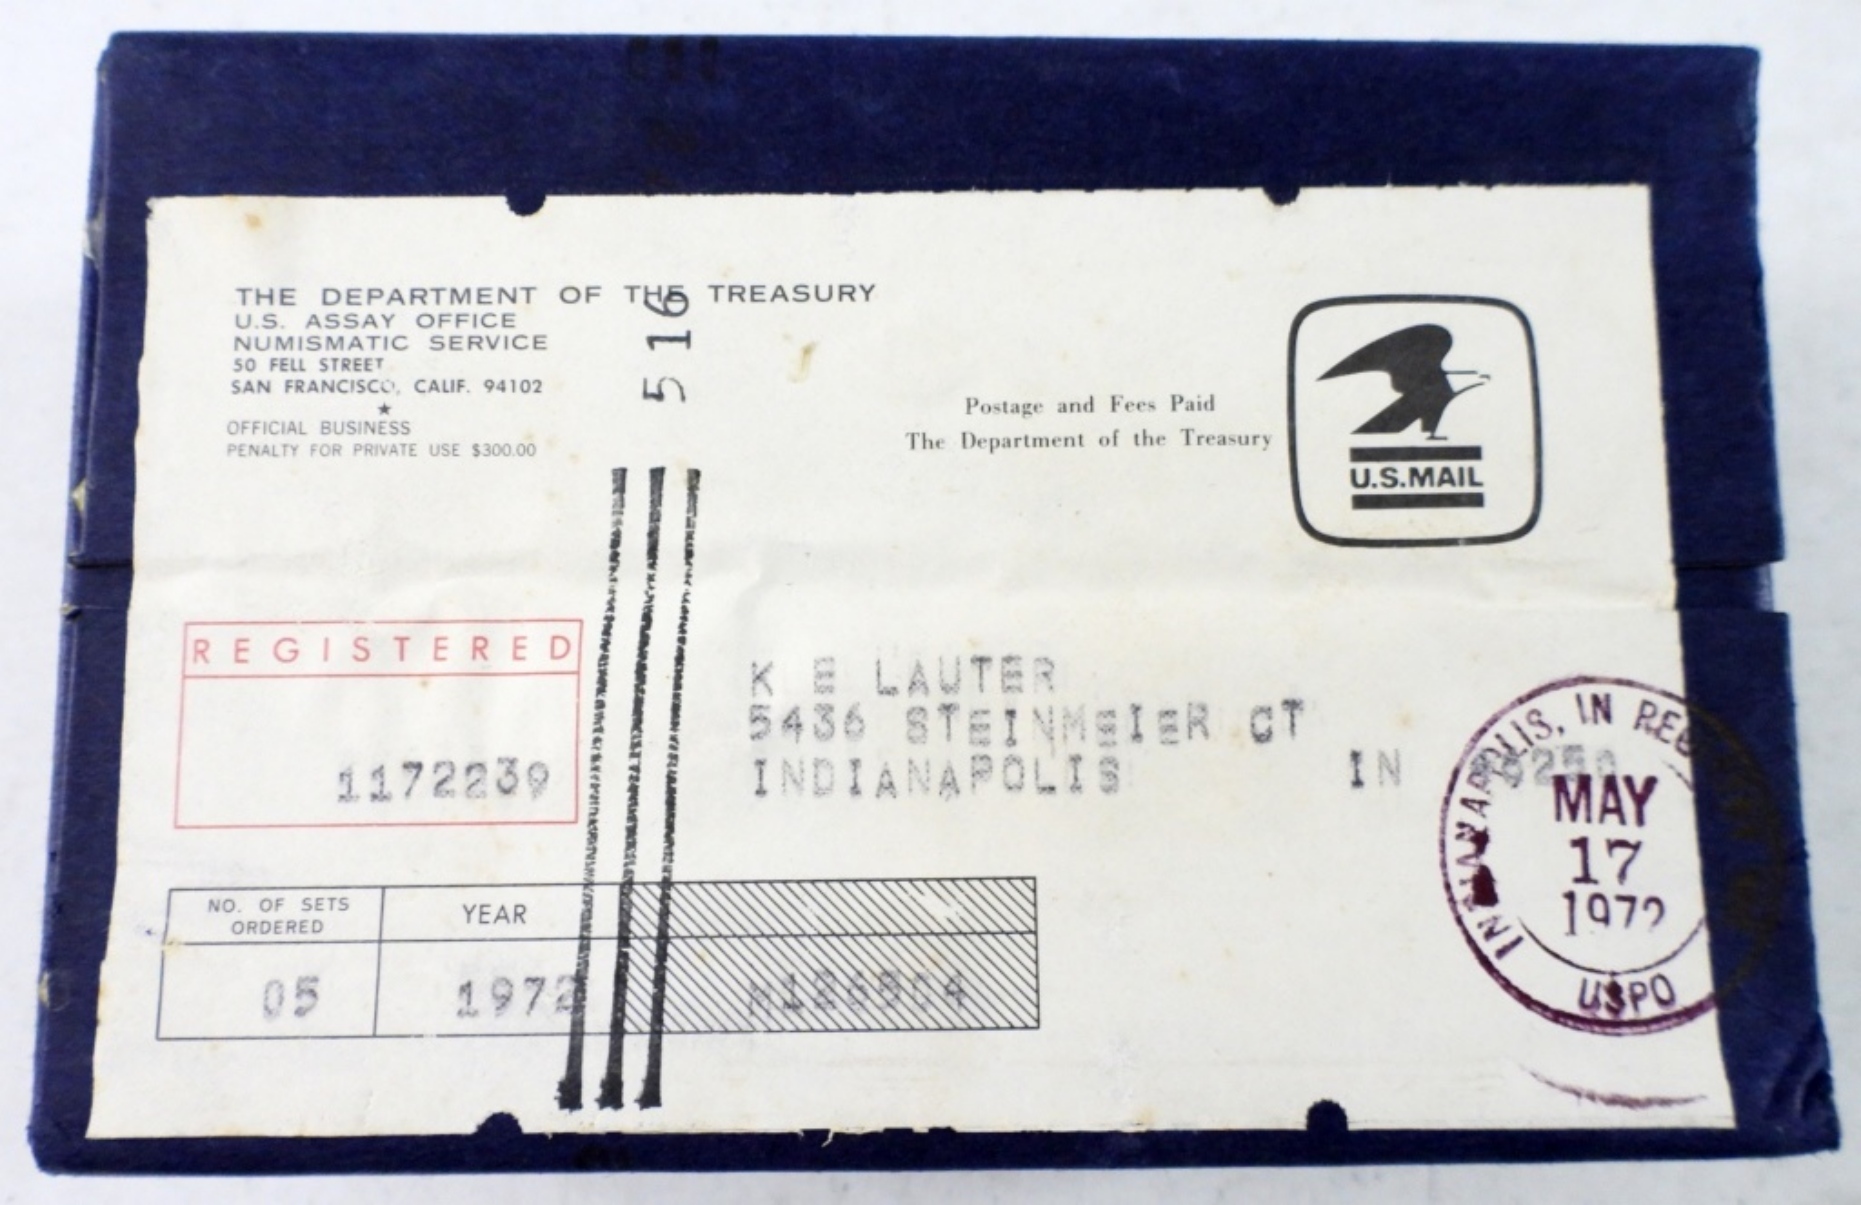 THE DEPARTMENT OF THE TREASURY
U.S. ASSAY OFFICE
NUMISMATIC SERVICE
50 FELL STREET
SAN FRANCISCO, CALIF. 94102
★
OFFICIAL BUSINESS
PENALTY FOR PRIVATE USE $300.00
516
Postage and Fees Paid
The Department of the Treasury
U.S.MAIL
REGISTERED
1172239
K E LAUTER
5436 STEINMEIER CT
INDIANAPOLIS IN
INDIANAPOLIS, IN
MAY
17
1972
USPO
NO. OF SETS
ORDERED
YEAR
05
1972